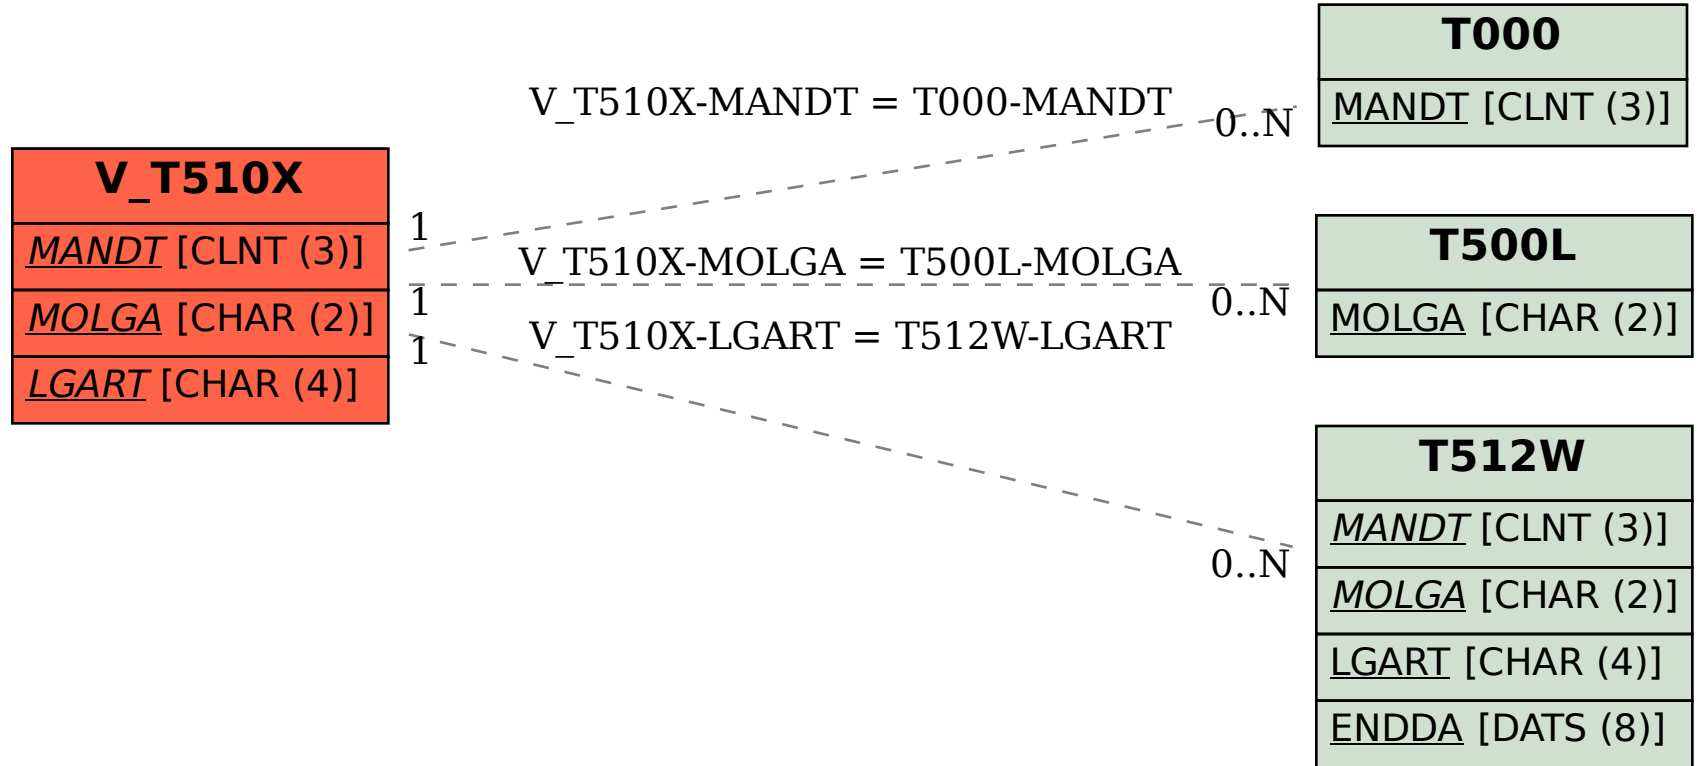 V_T510X
MANDT [CLNT (3)]
MOLGA [CHAR (2)]
LGART [CHAR (4)]
V_T510X-MANDT = T000-MANDT
1
0..N
V_T510X-MOLGA = T500L-MOLGA
1
0..N
V_T510X-LGART = T512W-LGART
1
0..N
T000
MANDT [CLNT (3)]
T500L
MOLGA [CHAR (2)]
T512W
MANDT [CLNT (3)]
MOLGA [CHAR (2)]
LGART [CHAR (4)]
ENDDA [DATS (8)]